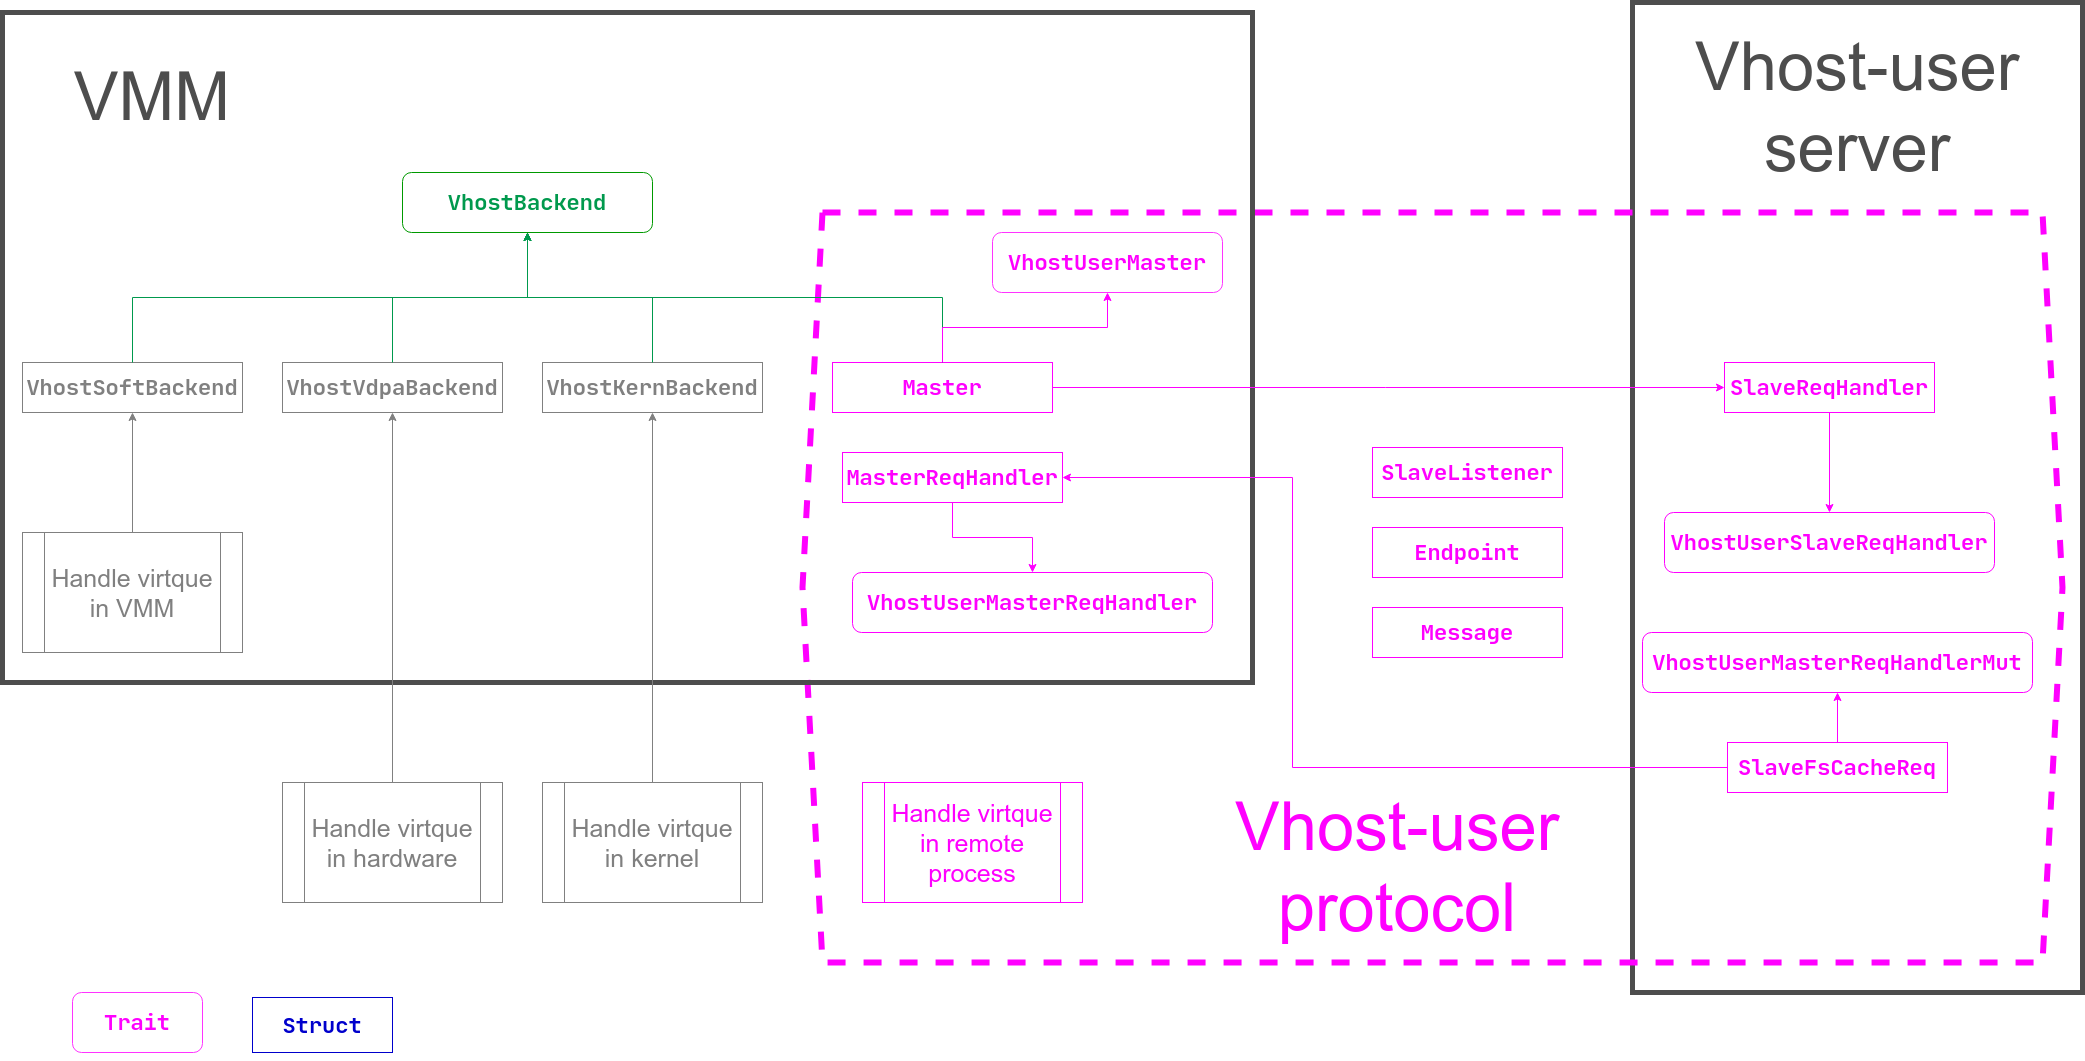 VMM
Vhost-user
server
VhostBackend
VhostUserMaster
VhostSoftBackend
VhostVdpaBackend
VhostKernBackend
Master
SlaveReqHandler
MasterReqHandler
SlaveListener
Endpoint
Message
VhostUserSlaveReqHandler
Handle virtque
in VMM
VhostUserMasterReqHandler
VhostUserMasterReqHandlerMut
SlaveFsCacheReq
Handle virtque
in hardware
Handle virtque
in kernel
Handle virtque
in remote
process
Vhost-user
protocol
Trait
Struct